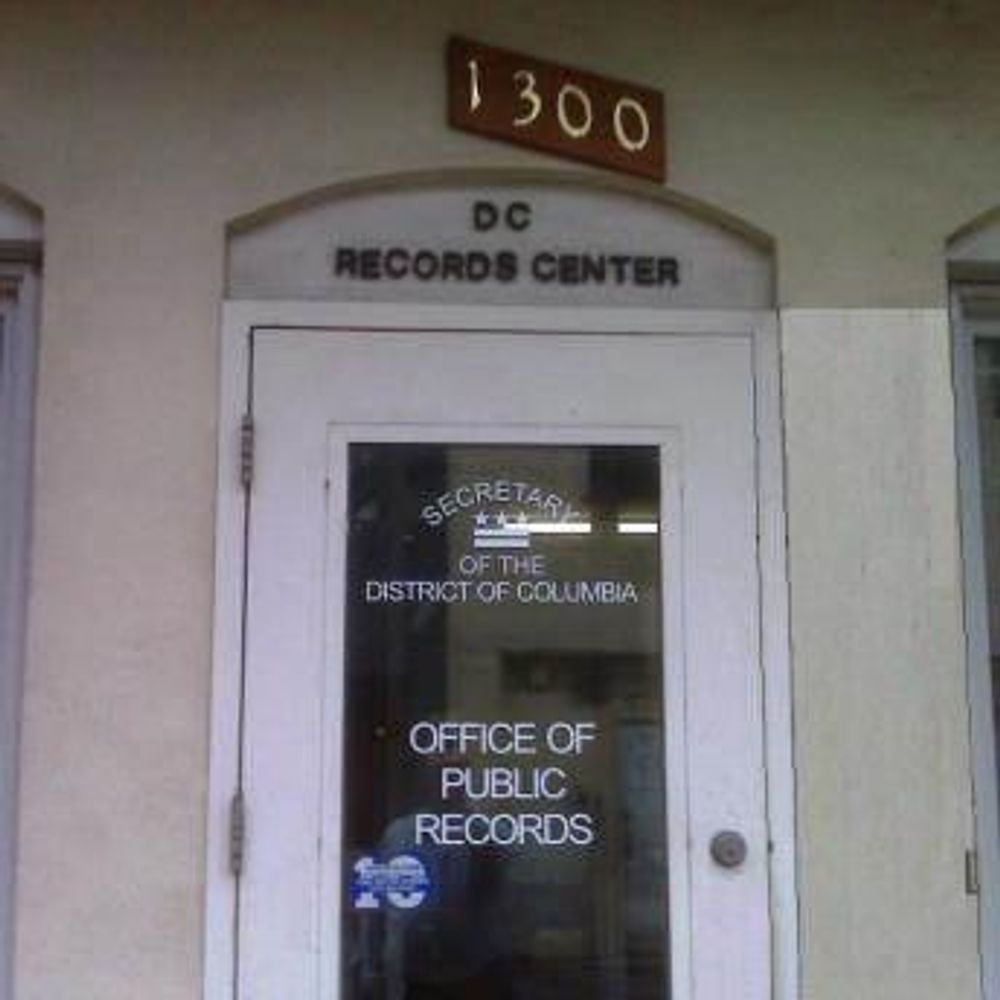 1300
DC
RECORDS CENTER
SECRETARY
OF THE
DISTRICT OF COLUMBIA
OFFICE OF
PUBLIC
RECORDS
10